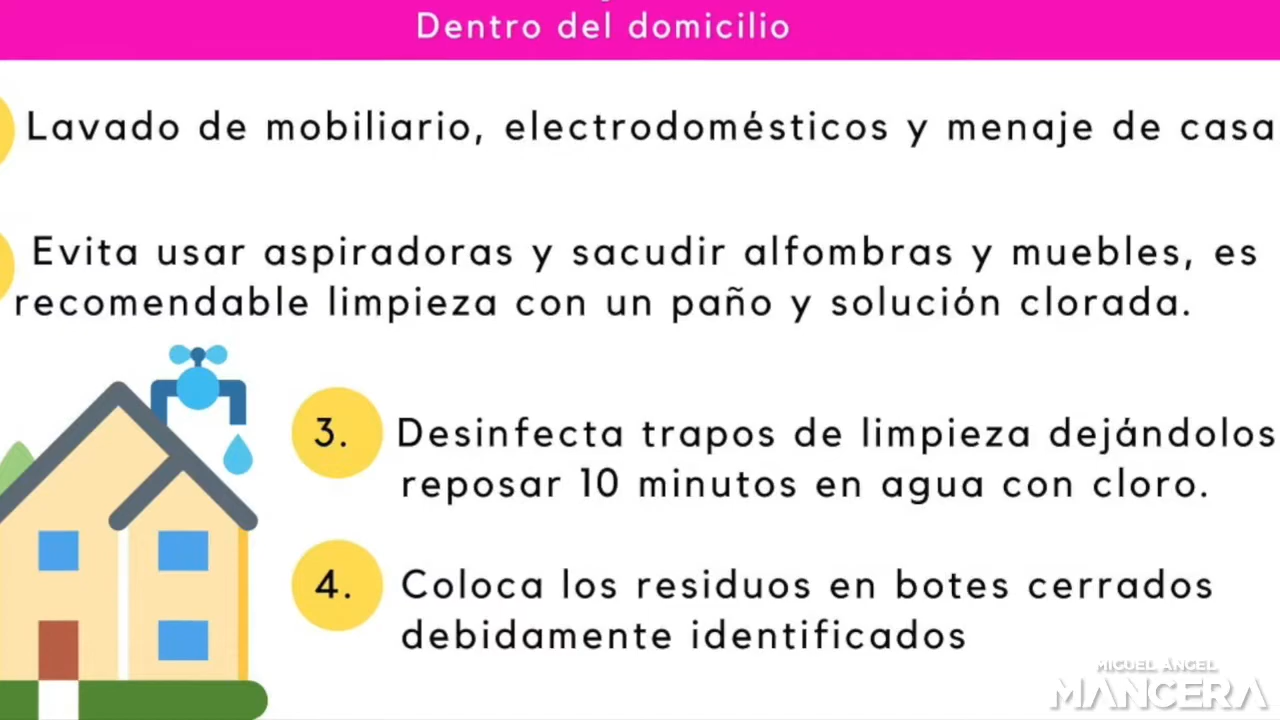 Dentro del domicilio
Lavado de mobiliario, electrodomésticos y menaje de casa
Evita usar aspiradoras y sacudir alfombras y muebles, es
recomendable limpieza con un paño y solución clorada.
3. Desinfecta trapos de limpieza dejándolos
reposar 10 minutos en agua con cloro.
4. Coloca los residuos en botes cerrados
debidamente identificados
MIGUEL ÁNGEL
MANCERA